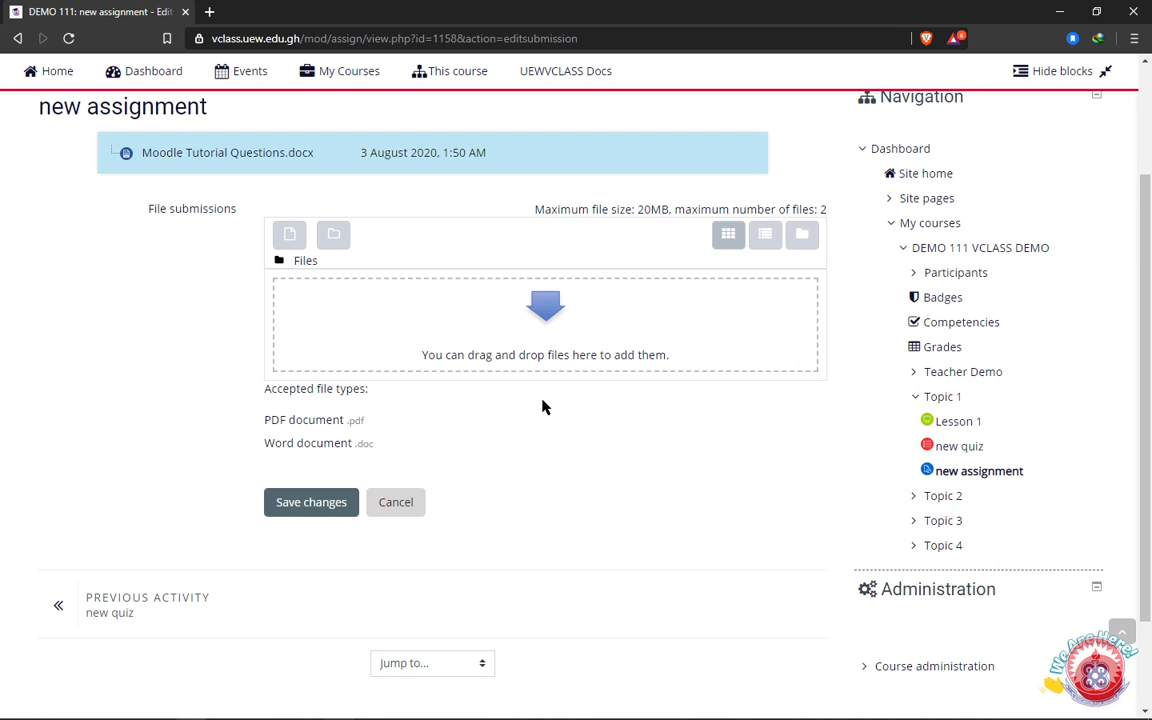 DEMO 111: new assignment - Edit
vclass.uew.edu.gh/mod/assign/view.php?id=1158&action=editsubmission
6
Home Dashboard Events My Courses This course UEWVCLASS Docs Hide blocks
new assignment
Moodle Tutorial Questions.docx 3 August 2020, 1:50 AM
File submissions
Maximum file size: 20MB, maximum number of files: 2
Files
You can drag and drop files here to add them.
Accepted file types:
PDF document .pdf
Word document .doc
Save changes Cancel
PREVIOUS ACTIVITY
new quiz
Jump to...
Navigation
Dashboard
Site home
Site pages
My courses
DEMO 111 VCLASS DEMO
Participants
Badges
Competencies
Grades
Teacher Demo
Topic 1
Lesson 1
new quiz
new assignment
Topic 2
Topic 3
Topic 4
Administration
Course administration
We Are Here!